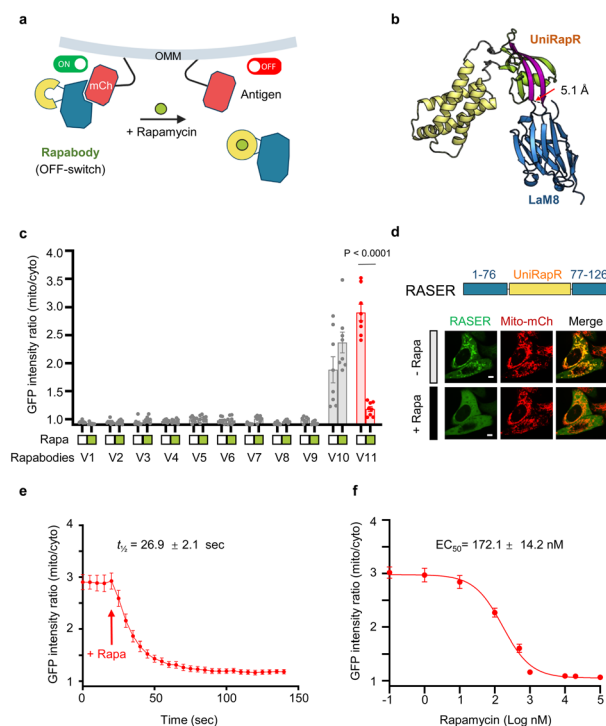 a
OMM
ON
OFF
mCh
Antigen
+ Rapamycin
Rapabody
(OFF-switch)
b
UniRapR
5.1 Å
LaM8
c
P < 0.0001
GFP intensity ratio (mito/cyto)
4.0
3.5
3.0
2.5
2.0
1.5
1.0
Rapa
Rapabodies V1 V2 V3 V4 V5 V6 V7 V8 V9 V10 V11
d
1-76 UniRapR 77-126
RASER
RASER Mito-mCh Merge
- Rapa
+ Rapa
e
GFP intensity ratio (mito/cyto)
4
3
2
1
t½ = 26.9 ± 2.1 sec
+ Rapa
0 50 100 150
Time (sec)
f
GFP intensity ratio (mito/cyto)
4
3
2
1
EC50= 172.1 ± 14.2 nM
-1 0 1 2 3 4 5
Rapamycin (Log nM)